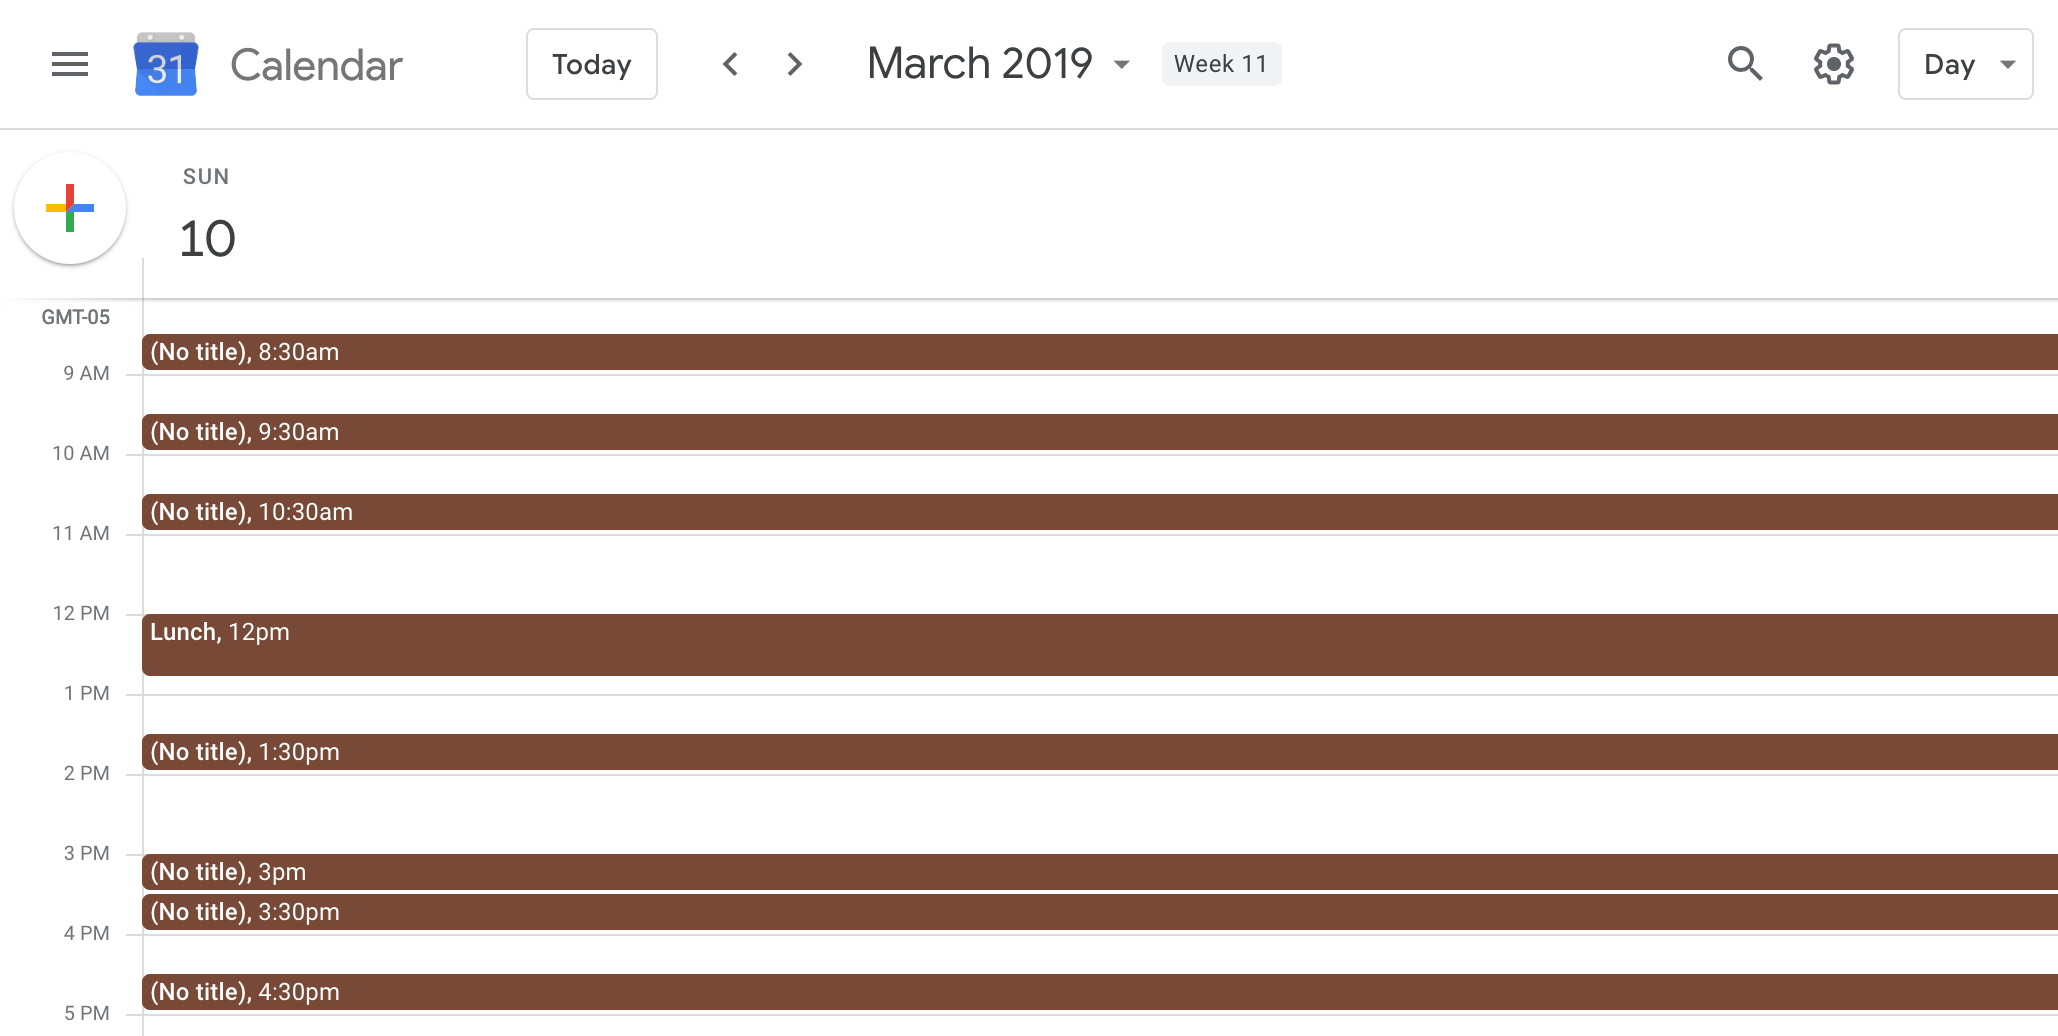 31 Calendar Today March 2019 Week 11 Day
SUN
10
GMT-05
(No title), 8:30am
9 AM
(No title), 9:30am
10 AM
(No title), 10:30am
11 AM
12 PM
Lunch, 12pm
1 PM
(No title), 1:30pm
2 PM
3 PM
(No title), 3pm
(No title), 3:30pm
4 PM
(No title), 4:30pm
5 PM